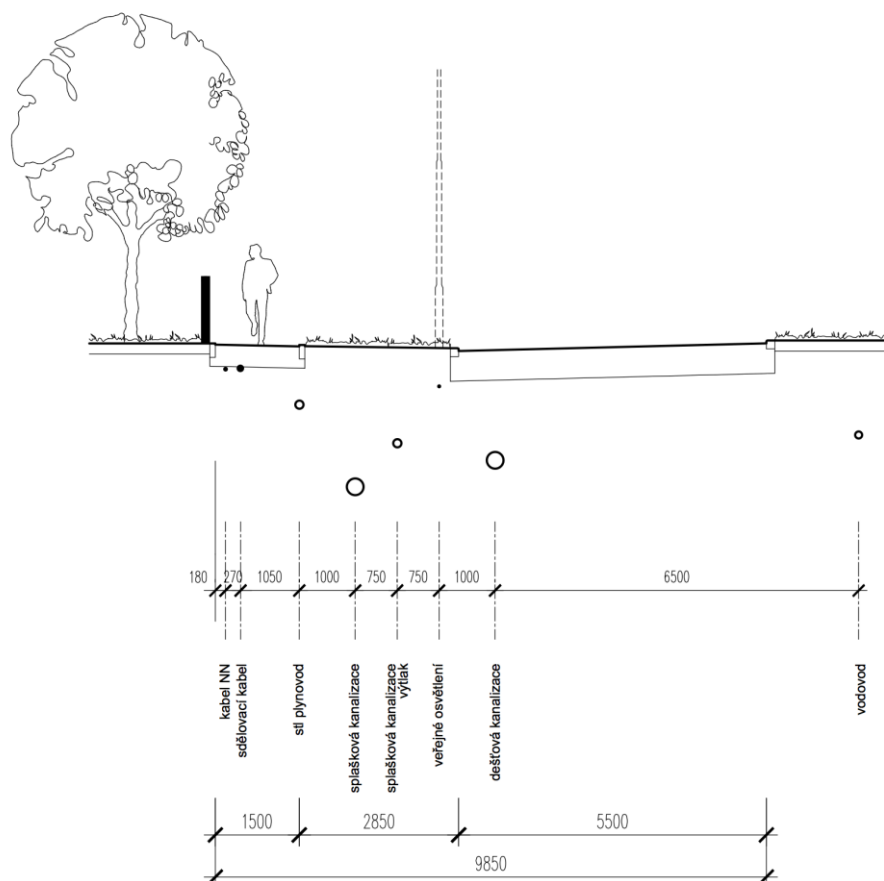 180
270
1050
1000
750
750
1000
6500
kabel NN
sdělovací kabel
stl plynovod
splašková kanalizace
splašková kanalizace
výtlak
veřejné osvětlení
dešťová kanalizace
vodovod
1500
2850
5500
9850